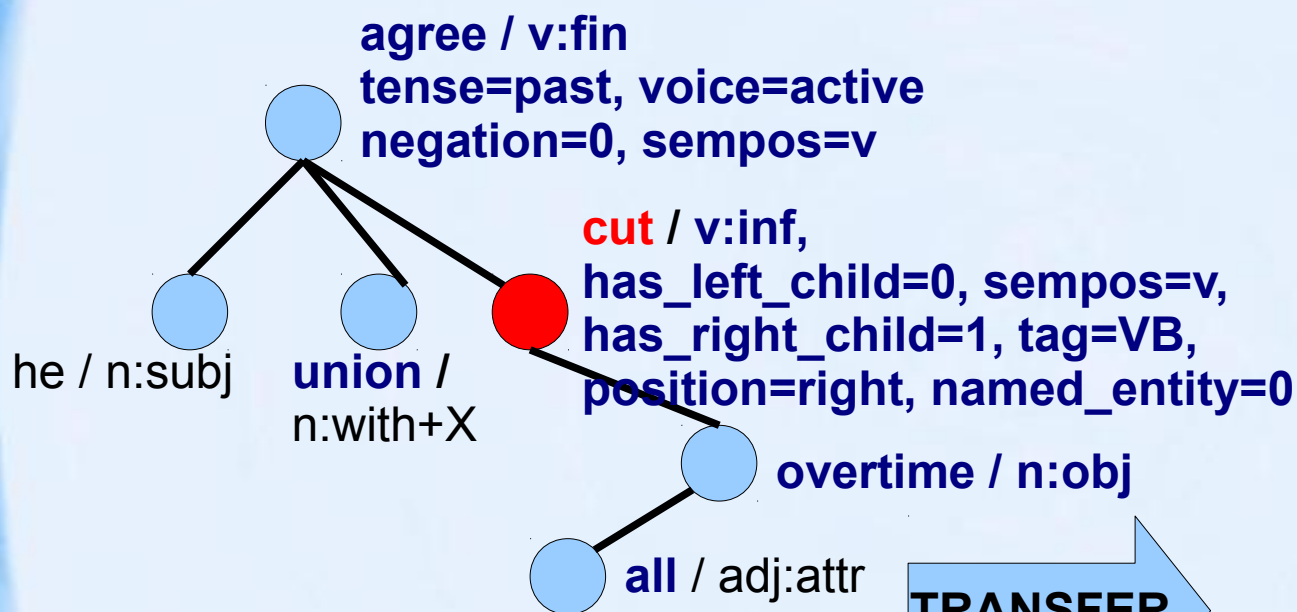 agree / v:fin
tense=past, voice=active
negation=0, sempos=v
cut / v:inf,
has_left_child=0, sempos=v,
has_right_child=1, tag=VB,
position=right, named_entity=0
he / n:subj
union /
n:with+X
overtime / n:obj
all / adj:attr
TRANSFER